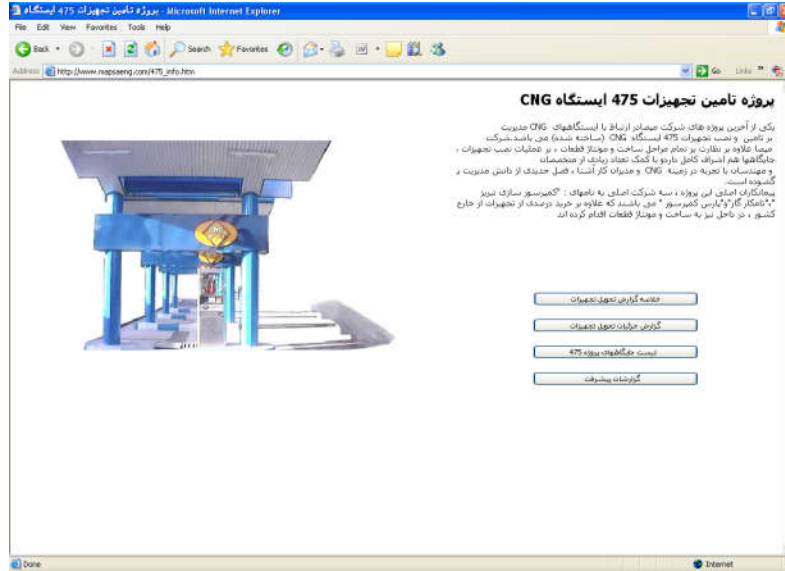 پروژه تامین تجهیزات 475 ایستگاه - Microsoft Internet Explorer
File Edit View Favorites Tools Help
Back Search Favorites
Address http://www.mapsaeng.com/475_info.htm Go Links
پروژه تامین تجهیزات 475 ایستگاه CNG
یکی از آخرین پروژه های شرکت میمادر ارتباط با ایستگاههای CNG مدیریت
بر تامین و نصب تجهیزات 475 ایستگاه CNG (ساخته شده) می باشد.شرکت
میما علاوه بر نظارت بر تمام مراحل ساخت و مونتاژ قطعات ، بر عملیات نصب تجهیزات ،
جایگاهها هم اشراف کامل داردو با کمک تعداد زیادی از متخصصان
و مهندسان با تجربه در زمینه CNG و مدیران کار آشنا ، فصل جدیدی از دانش مدیریت را
گشوده است.
پیمانکاران اصلی این پروژه ، سه شرکت اصلی به نامهای : "کمپرسور سازی تبریز
"،"نامکار گاز"و"پارس کمپرسور " می باشند که علاوه بر خرید درصدی از تجهیزات از خارج
کشور ، در داخل نیز به ساخت و مونتاژ قطعات اقدام کرده اند
خلاصه گزارش تحویل تجهیزات
گزارش جزئیات تحویل تجهیزات
لیست جایگاههای پروژه 475
گزارشات پیشرفت
Done Internet